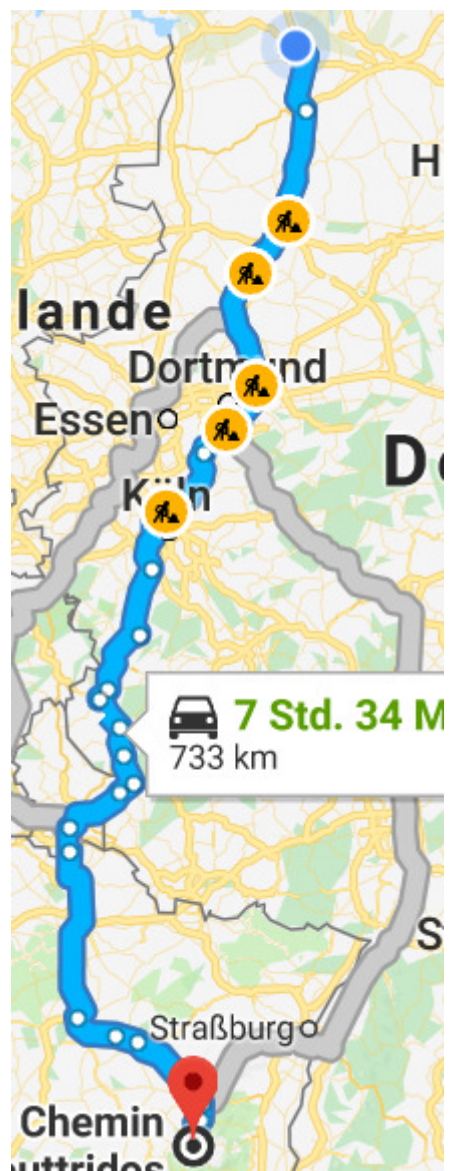 H
lande
Dortmund
Essen
De
Köln
7 Std. 34 M
733 km
S
Straßburg
Chemin